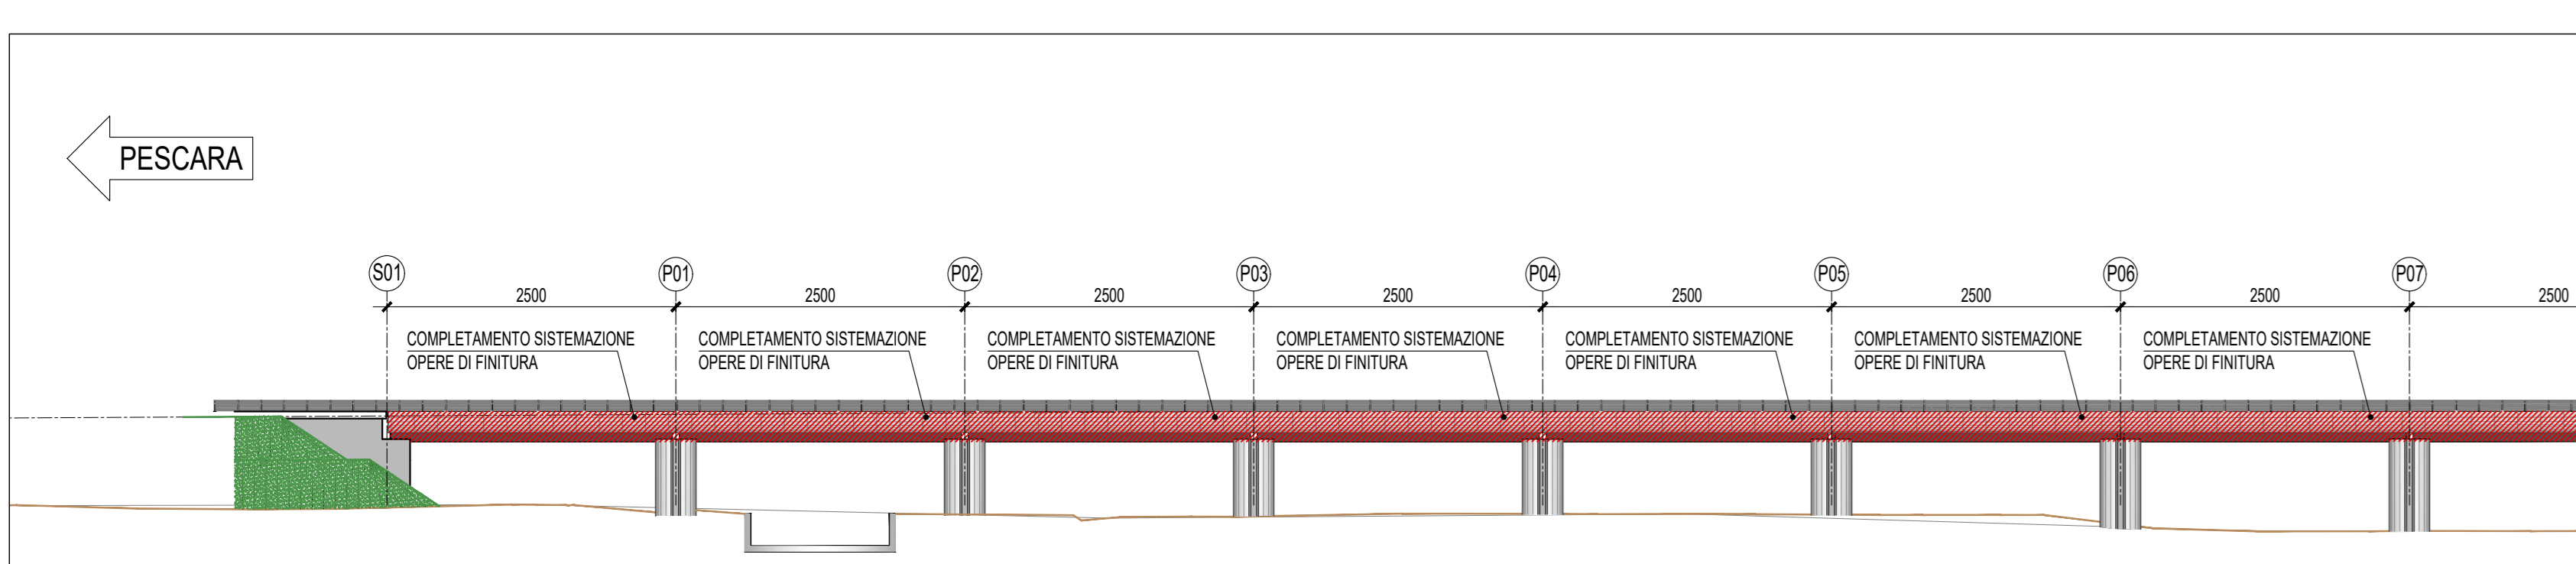 PESCARA
S01 P01 P02 P03 P04 P05 P06 P07
2500 2500 2500 2500 2500 2500 2500 2500
COMPLETAMENTO SISTEMAZIONE
OPERE DI FINITURA
COMPLETAMENTO SISTEMAZIONE
OPERE DI FINITURA
COMPLETAMENTO SISTEMAZIONE
OPERE DI FINITURA
COMPLETAMENTO SISTEMAZIONE
OPERE DI FINITURA
COMPLETAMENTO SISTEMAZIONE
OPERE DI FINITURA
COMPLETAMENTO SISTEMAZIONE
OPERE DI FINITURA
COMPLETAMENTO SISTEMAZIONE
OPERE DI FINITURA